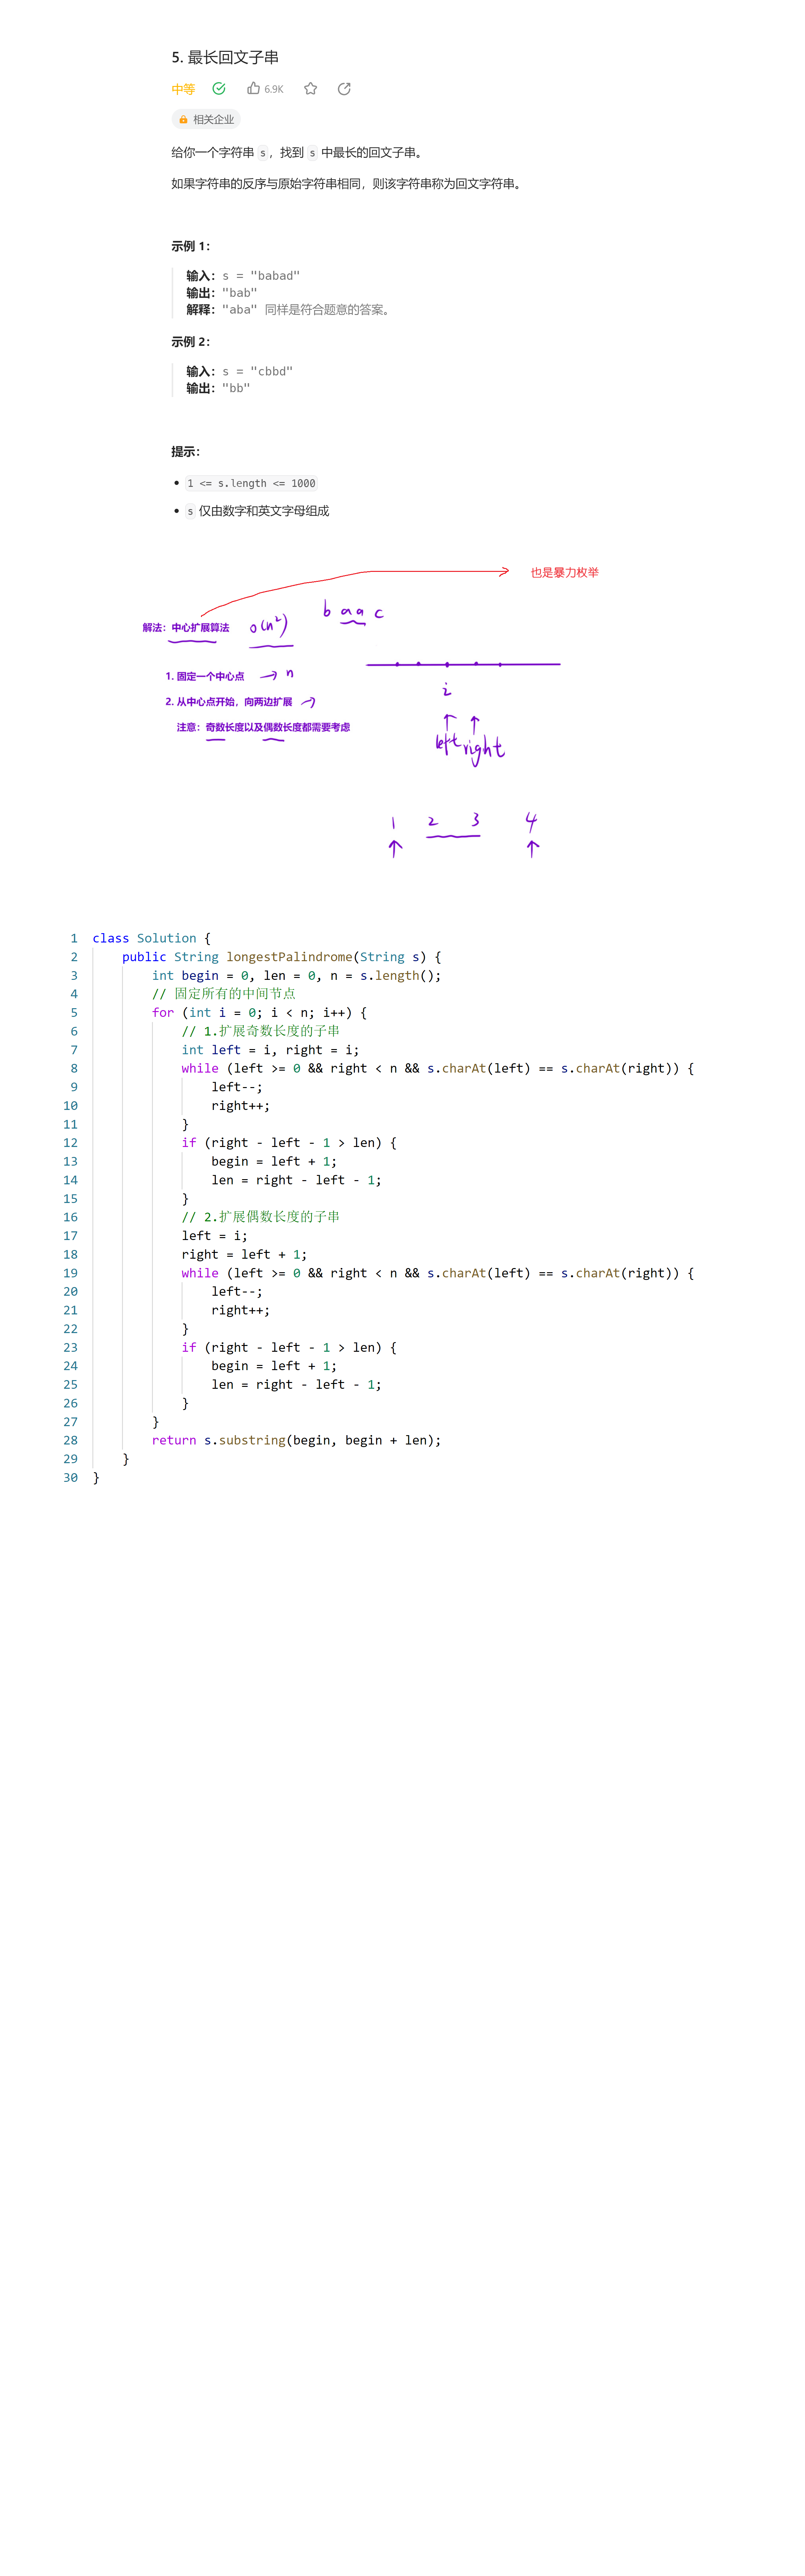 5. 最长回文子串
中等 6.9K
相关企业
给你一个字符串 s，找到 s 中最长的回文子串。
如果字符串的反序与原始字符串相同，则该字符串称为回文字符串。
示例 1：
输入：s = "babad"
输出："bab"
解释："aba" 同样是符合题意的答案。
示例 2：
输入：s = "cbbd"
输出："bb"
提示：
1 <= s.length <= 1000
s 仅由数字和英文字母组成
也是暴力枚举
b a a c
解法：中心扩展算法 O(n²)
1. 固定一个中心点 → n
2. 从中心点开始，向两边扩展
i
注意：奇数长度以及偶数长度都需要考虑
left right
1 2 3 4
1 class Solution {
2 public String longestPalindrome(String s) {
3 int begin = 0, len = 0, n = s.length();
4 // 固定所有的中间节点
5 for (int i = 0; i < n; i++) {
6 // 1.扩展奇数长度的子串
7 int left = i, right = i;
8 while (left >= 0 && right < n && s.charAt(left) == s.charAt(right)) {
9 left--;
10 right++;
11 }
12 if (right - left - 1 > len) {
13 begin = left + 1;
14 len = right - left - 1;
15 }
16 // 2.扩展偶数长度的子串
17 left = i;
18 right = left + 1;
19 while (left >= 0 && right < n && s.charAt(left) == s.charAt(right)) {
20 left--;
21 right++;
22 }
23 if (right - left - 1 > len) {
24 begin = left + 1;
25 len = right - left - 1;
26 }
27 }
28 return s.substring(begin, begin + len);
29 }
30 }